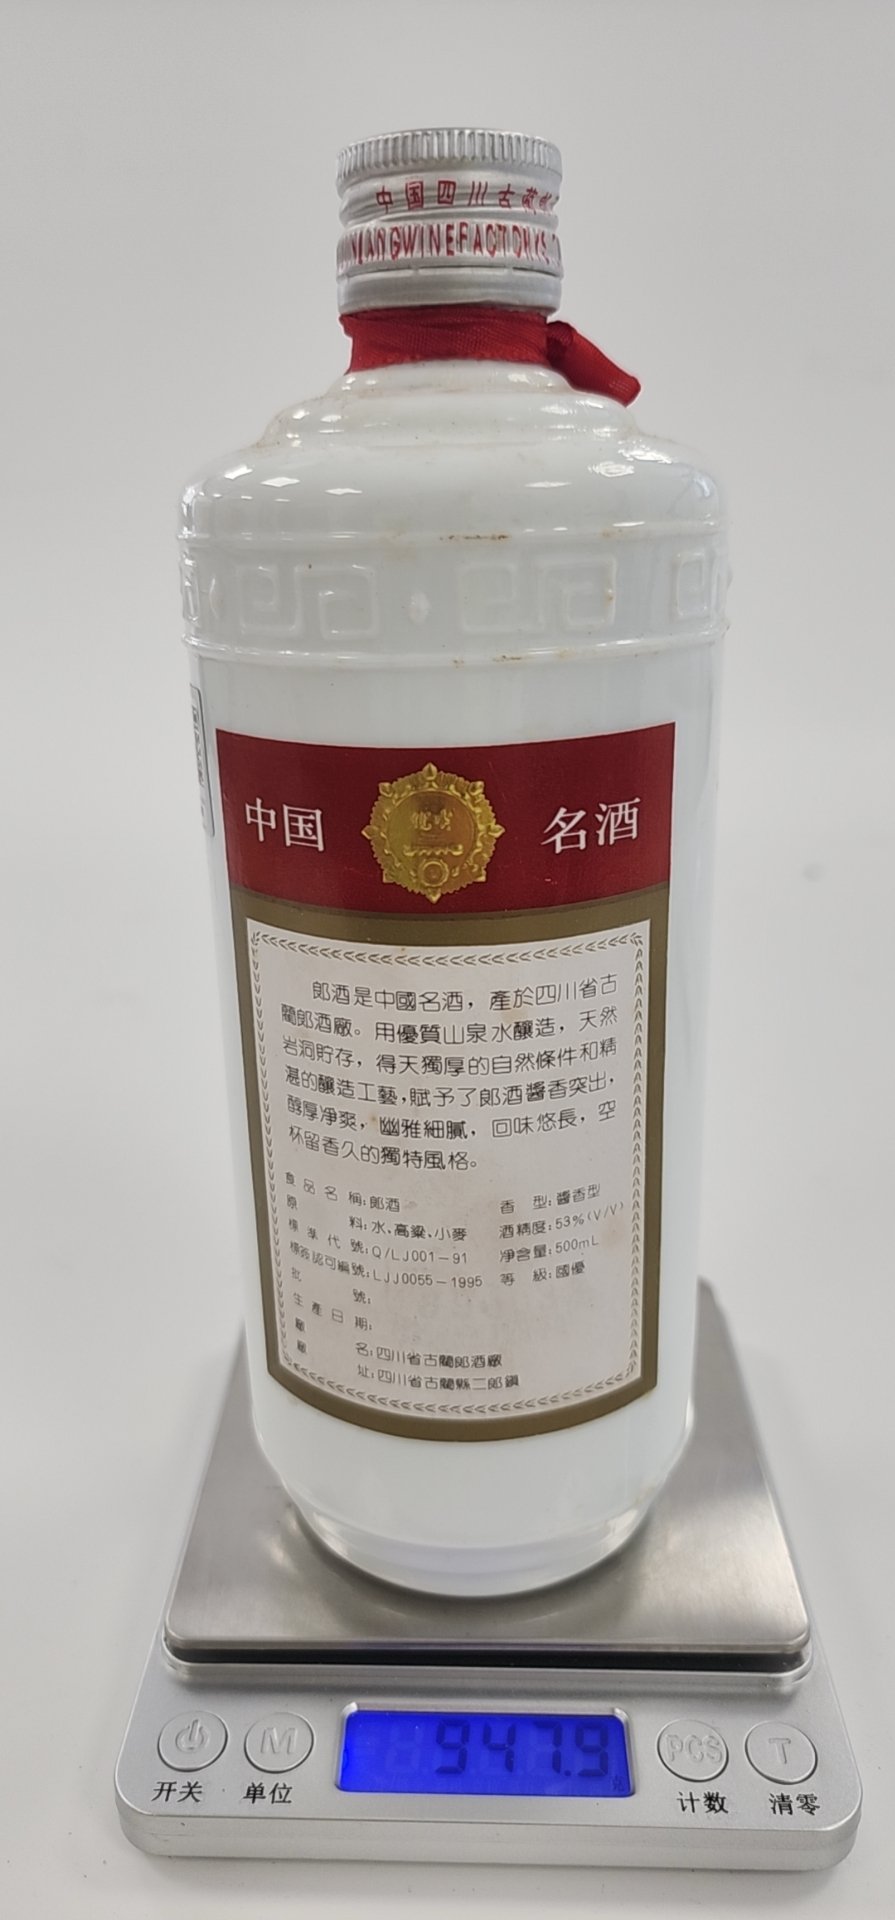 中国四川古蔺
LANGWINEFACTORY
中国 名酒
郎酒是中國名酒，產於四川省古
藺郎酒廠。用優質山泉水釀造，天然
岩洞貯存，得天獨厚的自然條件和精
湛的釀造工藝，賦予了郎酒醬香突出，
醇厚净爽，幽雅細膩，回味悠長，空
杯留香久的獨特風格。
食品名稱：郎酒 香型：醬香型
原料：水、高粱、小麥 酒精度：53%(V/V)
標準代號：Q/LJ001-91 净含量：500mL
標簽認可編號：LJJ0055-1995 等級：國優
批號：
生產日期：
廠名：四川省古藺郎酒廠
廠址：四川省古藺縣二郎鎮
947.9
克
M PCS T
开关 单位 计数 清零